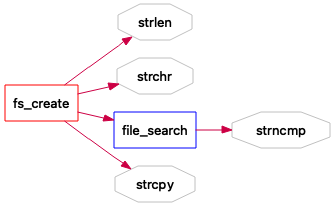 strlen
strchr
fs_create
file_search
strncmp
strcpy